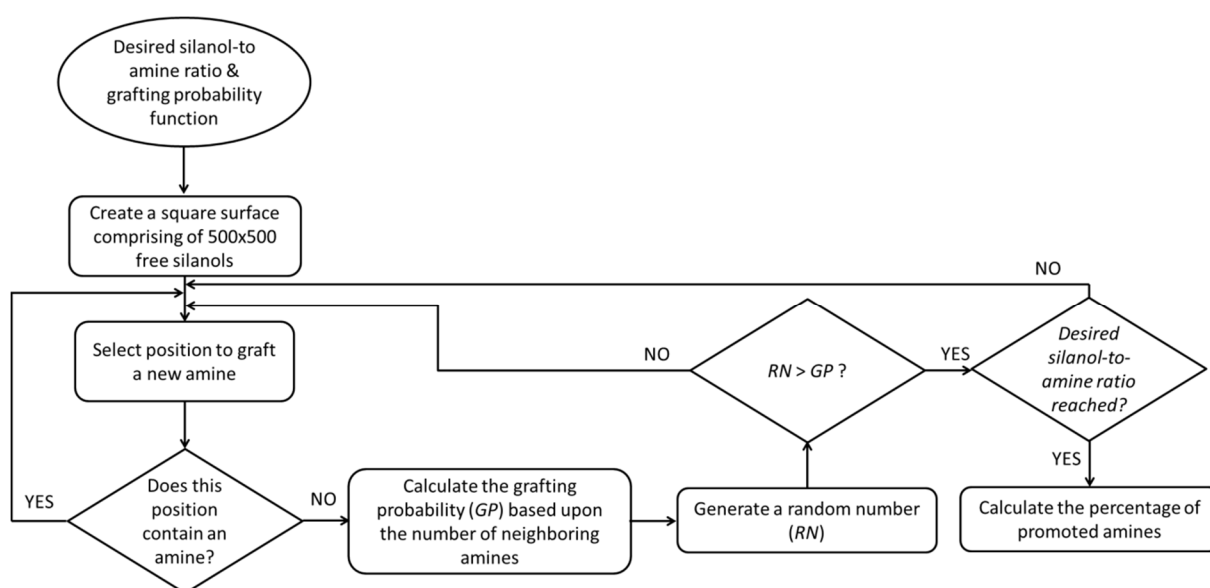 Desired silanol-to
amine ratio &
grafting probability
function
Create a square surface
comprising of 500x500
free silanols
Select position to graft
a new amine
Does this
position
contain an
amine?
YES
NO
Calculate the grafting
probability (GP) based upon
the number of neighboring
amines
Generate a random number
(RN)
RN > GP ?
NO
YES
Desired
silanol-to-
amine ratio
reached?
NO
YES
Calculate the percentage of
promoted amines